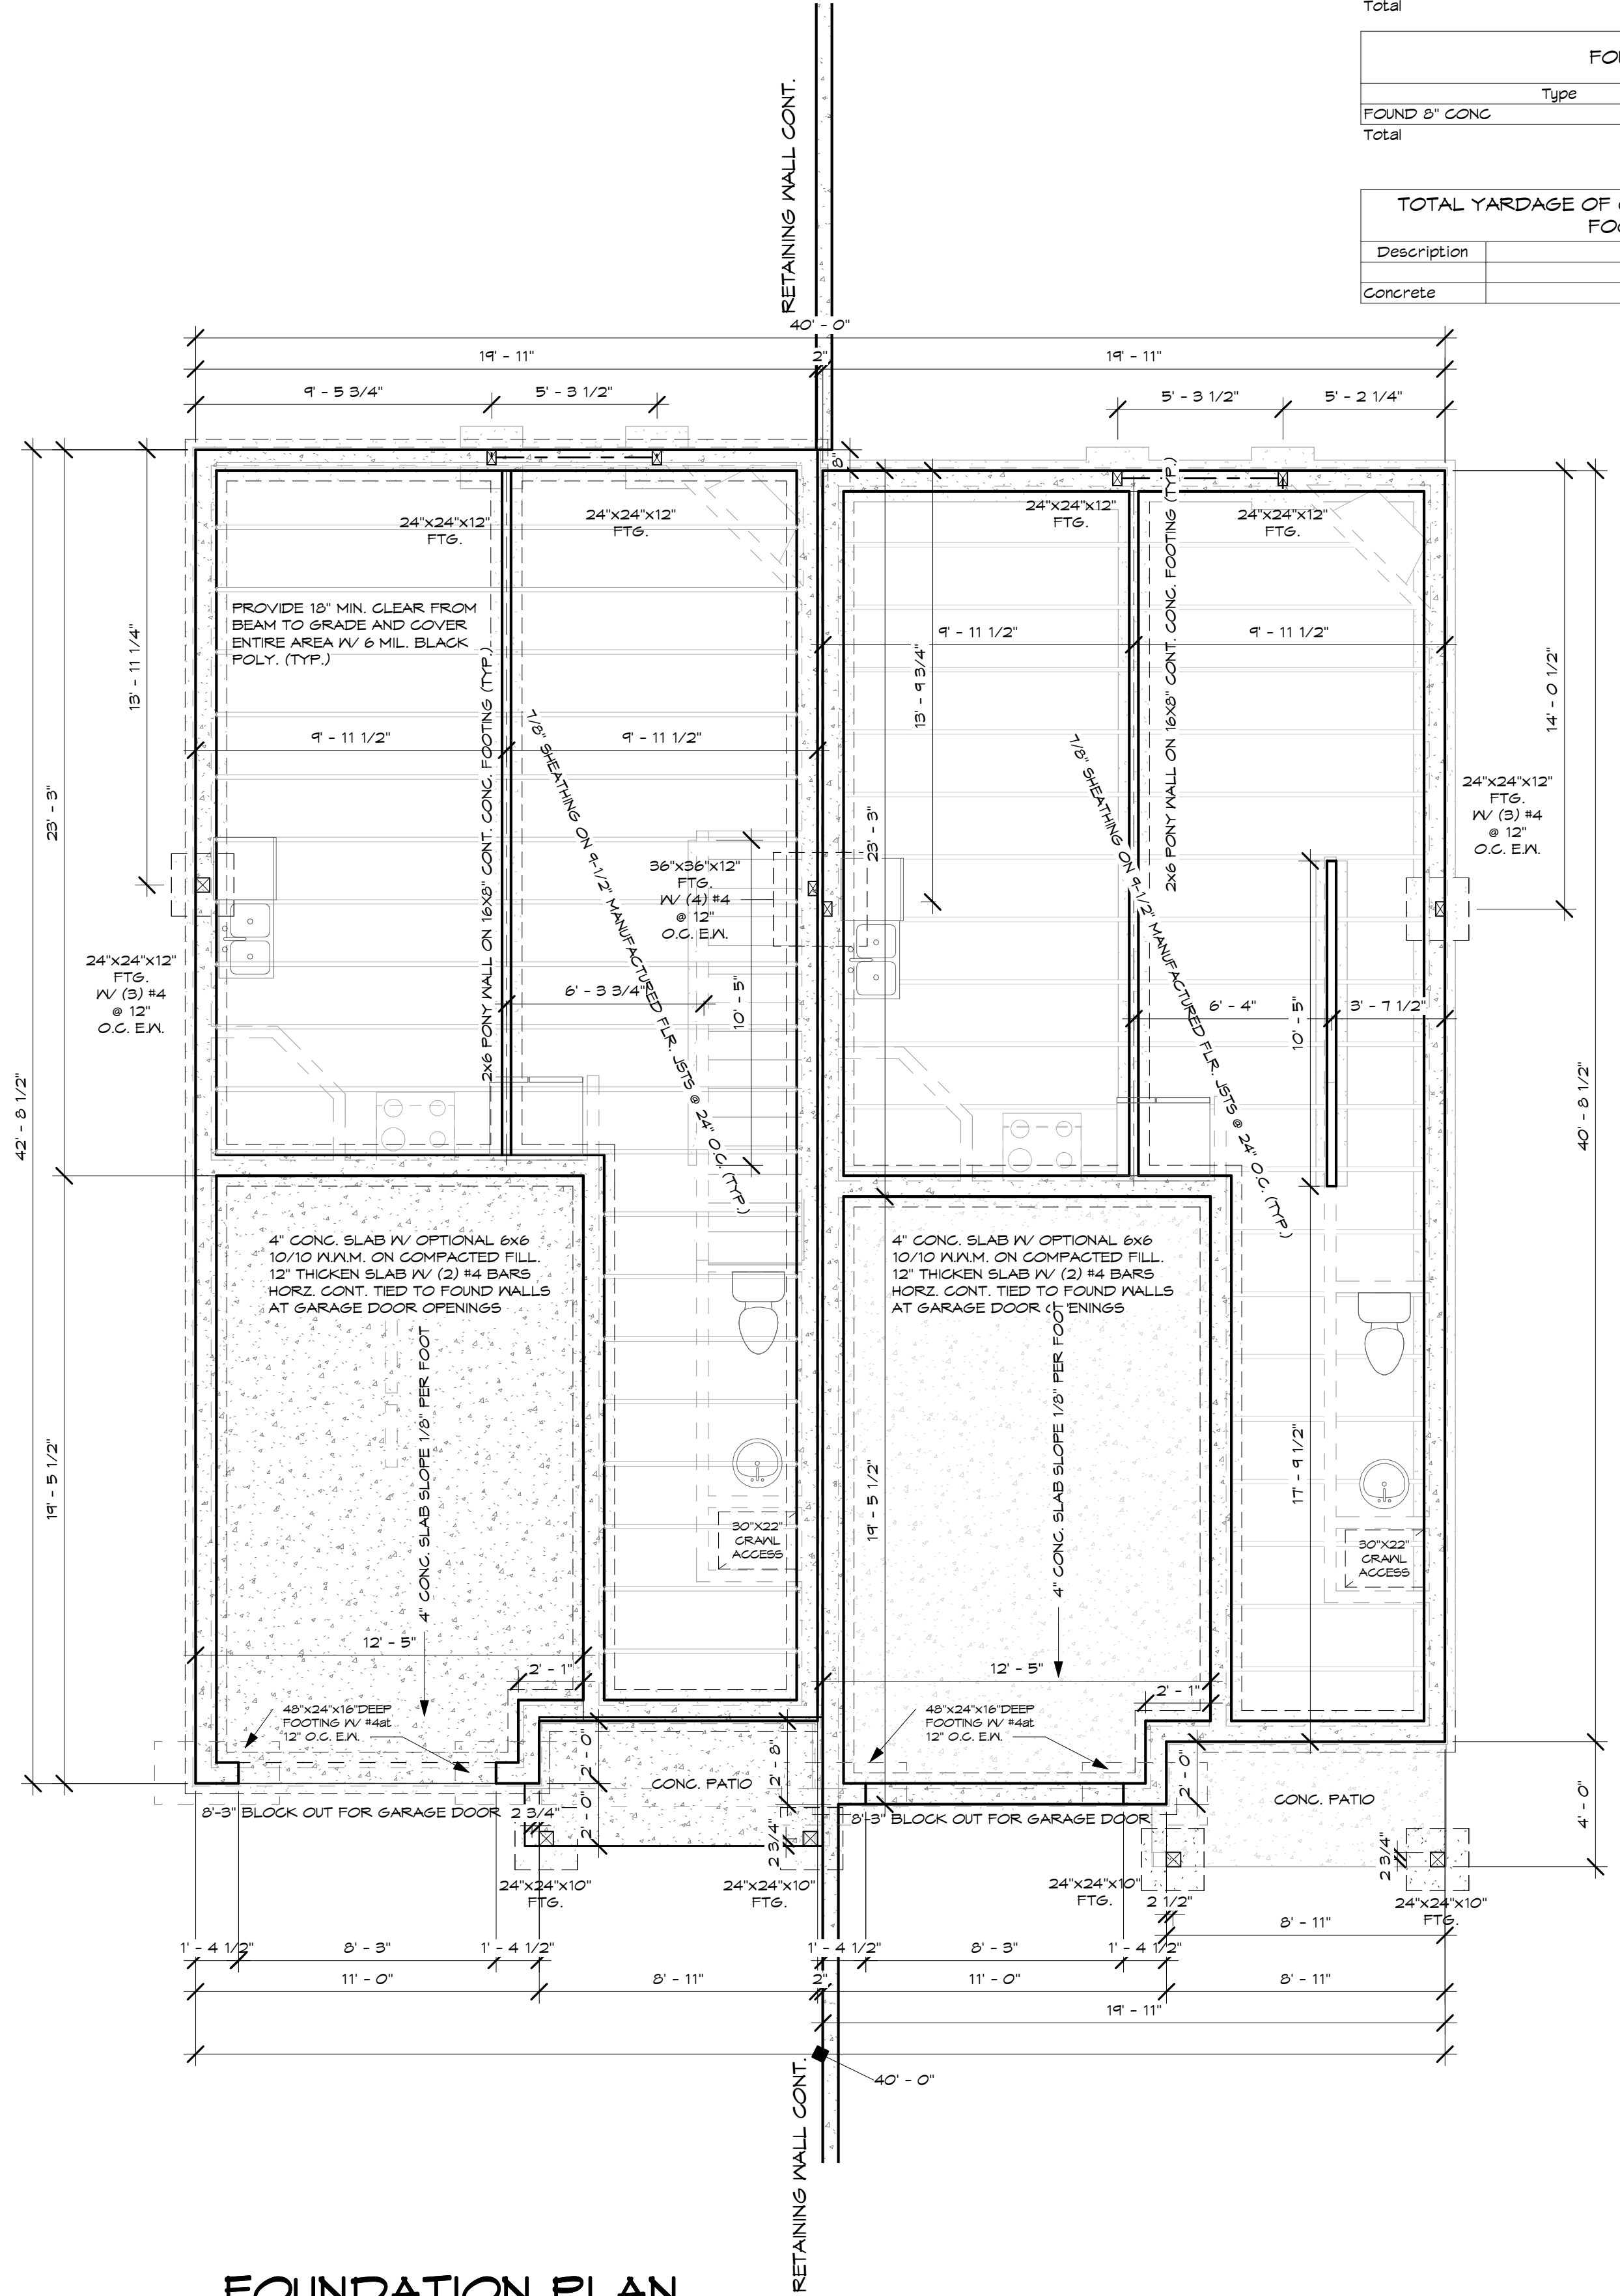 Total
FO
Type
FOUND 8" CONC
Total
TOTAL YARDAGE OF
FOO
Description
Concrete
RETAINING WALL CONT.
40' - 0"
19' - 11"
2"
19' - 11"
9' - 5 3/4"
5' - 3 1/2"
5' - 3 1/2"
5' - 2 1/4"
8"
24"x24"x12"
FTG.
24"x24"x12"
FTG.
24"x24"x12"
FTG.
24"x24"x12"
FTG.
PROVIDE 18" MIN. CLEAR FROM
BEAM TO GRADE AND COVER
ENTIRE AREA W/ 6 MIL. BLACK
POLY. (TYP.)
13' - 11 1/4"
23' - 3"
42' - 8 1/2"
19' - 5 1/2"
9' - 11 1/2"
9' - 11 1/2"
9' - 11 1/2"
9' - 11 1/2"
13' - 9 3/4"
23' - 3"
14' - 0 1/2"
40' - 8 1/2"
2x6 PONY WALL ON 16X8" CONT. CONC. FOOTING (TYP.)
7/8" SHEATHING ON 9-1/2" MANUFACTURED FLR. JSTS @ 24" O.C. (TYP.)
2x6 PONY WALL ON 16X8" CONT. CONC. FOOTING (TYP.)
7/8" SHEATHING ON 9-1/2" MANUFACTURED FLR. JSTS @ 24" O.C. (TYP.)
24"x24"x12"
FTG.
W/ (3) #4
@ 12"
O.C. E.W.
36"x36"x12"
FTG.
W/ (4) #4
@ 12"
O.C. E.W.
24"x24"x12"
FTG.
W/ (3) #4
@ 12"
O.C. E.W.
6' - 3 3/4"
10' - 5"
6' - 4"
10' - 5"
3' - 7 1/2"
4" CONC. SLAB W/ OPTIONAL 6x6
10/10 W.W.M. ON COMPACTED FILL.
12" THICKEN SLAB W/ (2) #4 BARS
HORZ. CONT. TIED TO FOUND WALLS
AT GARAGE DOOR OPENINGS
4" CONC. SLAB W/ OPTIONAL 6x6
10/10 W.W.M. ON COMPACTED FILL.
12" THICKEN SLAB W/ (2) #4 BARS
HORZ. CONT. TIED TO FOUND WALLS
AT GARAGE DOOR OPENINGS
4" CONC. SLAB SLOPE 1/8" PER FOOT
4" CONC. SLAB SLOPE 1/8" PER FOOT
19' - 5 1/2"
17' - 9 1/2"
30"X22"
CRAWL
ACCESS
30"X22"
CRAWL
ACCESS
12' - 5"
2' - 1"
12' - 5"
2' - 1"
48"x24"x16"DEEP
FOOTING W/ #4at
12" O.C. E.W.
48"x24"x16"DEEP
FOOTING W/ #4at
12" O.C. E.W.
2' - 0"
2' - 0"
2' - 8"
2' - 0"
4' - 0"
CONC. PATIO
CONC. PATIO
8'-3" BLOCK OUT FOR GARAGE DOOR
2 3/4"
2 3/4"
8'-3" BLOCK OUT FOR GARAGE DOOR
2 3/4"
24"x24"x10"
FTG.
24"x24"x10"
FTG.
24"x24"x10"
FTG.
24"x24"x10"
FTG.
2 1/2"
8' - 11"
1' - 4 1/2"
8' - 3"
1' - 4 1/2"
1' - 4 1/2"
8' - 3"
1' - 4 1/2"
11' - 0"
8' - 11"
2"
11' - 0"
8' - 11"
19' - 11"
40' - 0"
RETAINING WALL CONT.
FOUNDATION PLAN